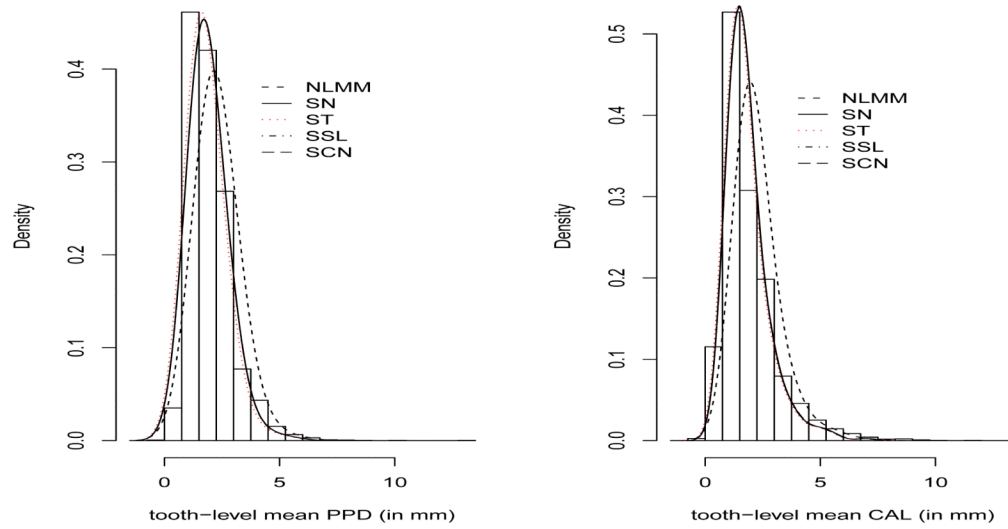 Density
0.0
0.1
0.2
0.3
0.4
NLMM
SN
ST
SSL
SCN
0 5 10
tooth-level mean PPD (in mm)
Density
0.0
0.1
0.2
0.3
0.4
0.5
NLMM
SN
ST
SSL
SCN
0 5 10
tooth-level mean CAL (in mm)